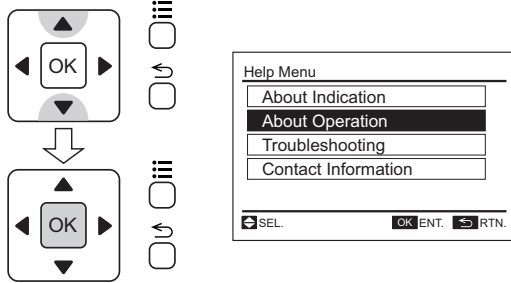 OK
OK
Help Menu
About Indication
About Operation
Troubleshooting
Contact Information
SEL. OK ENT. RTN.